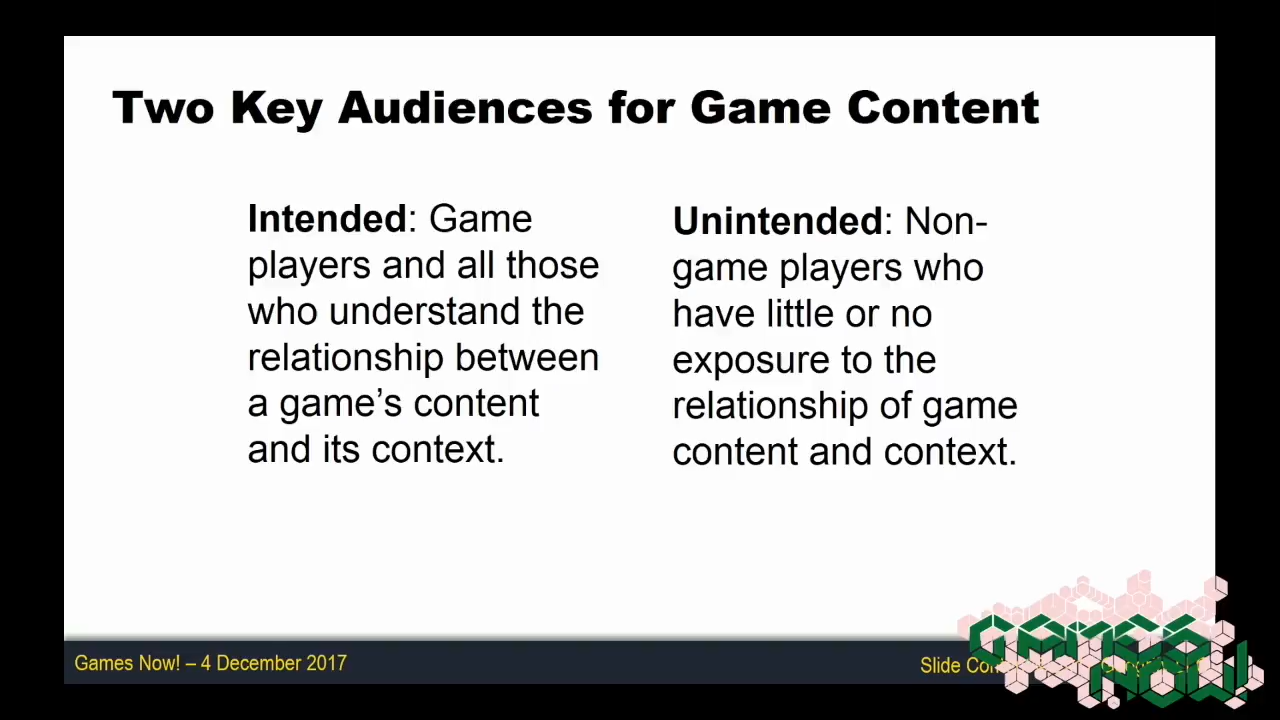 Two Key Audiences for Game Content
Intended: Game
players and all those
who understand the
relationship between
a game’s content
and its context.
Unintended: Non-
game players who
have little or no
exposure to the
relationship of game
content and context.
Games Now! – 4 December 2017
Slide
GAMES
NOW!